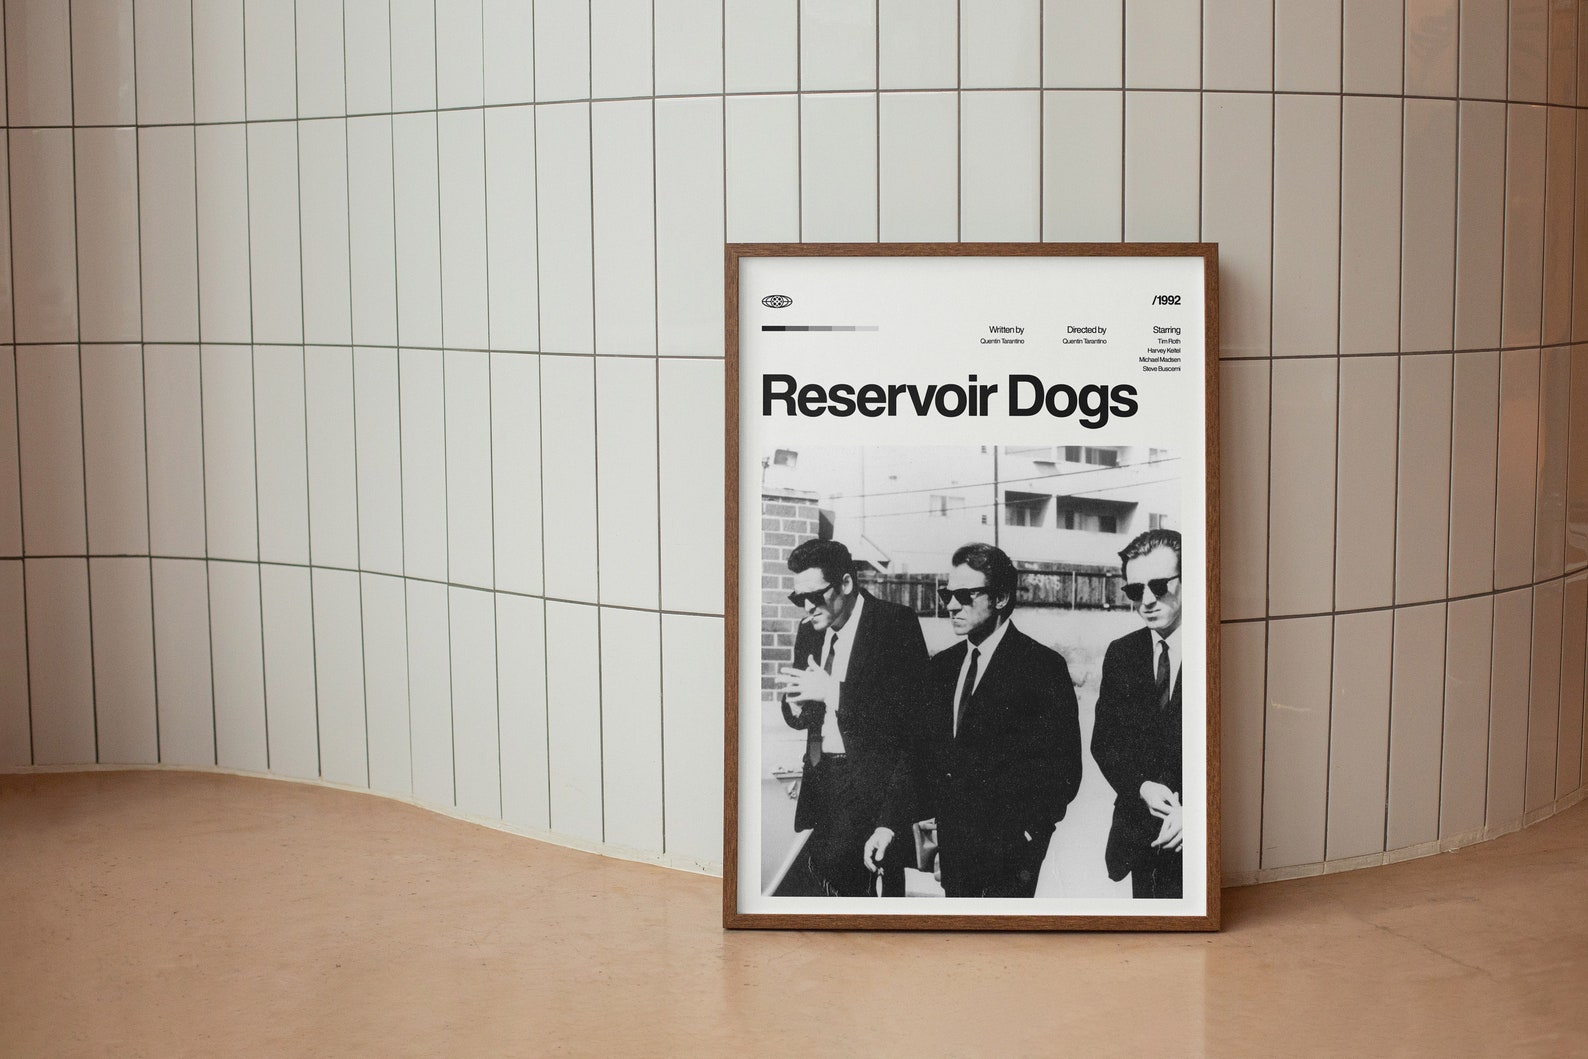 /1992
Written by
Quentin Tarantino
Directed by
Quentin Tarantino
Starring
Tim Roth
Harvey Keitel
Michael Madsen
Steve Buscemi
Reservoir Dogs